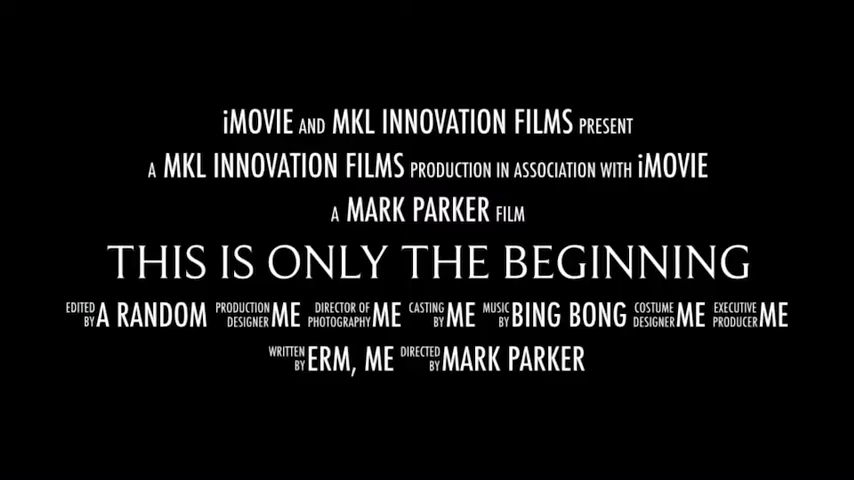 iMOVIE AND MKL INNOVATION FILMS PRESENT
A MKL INNOVATION FILMS PRODUCTION IN ASSOCIATION WITH iMOVIE
A MARK PARKER FILM
THIS IS ONLY THE BEGINNING
EDITED BY A RANDOM PRODUCTION DESIGNER ME DIRECTOR OF PHOTOGRAPHY ME CASTING BY ME MUSIC BY BING BONG COSTUME DESIGNER ME EXECUTIVE PRODUCER ME
WRITTEN BY ERM, ME DIRECTED BY MARK PARKER